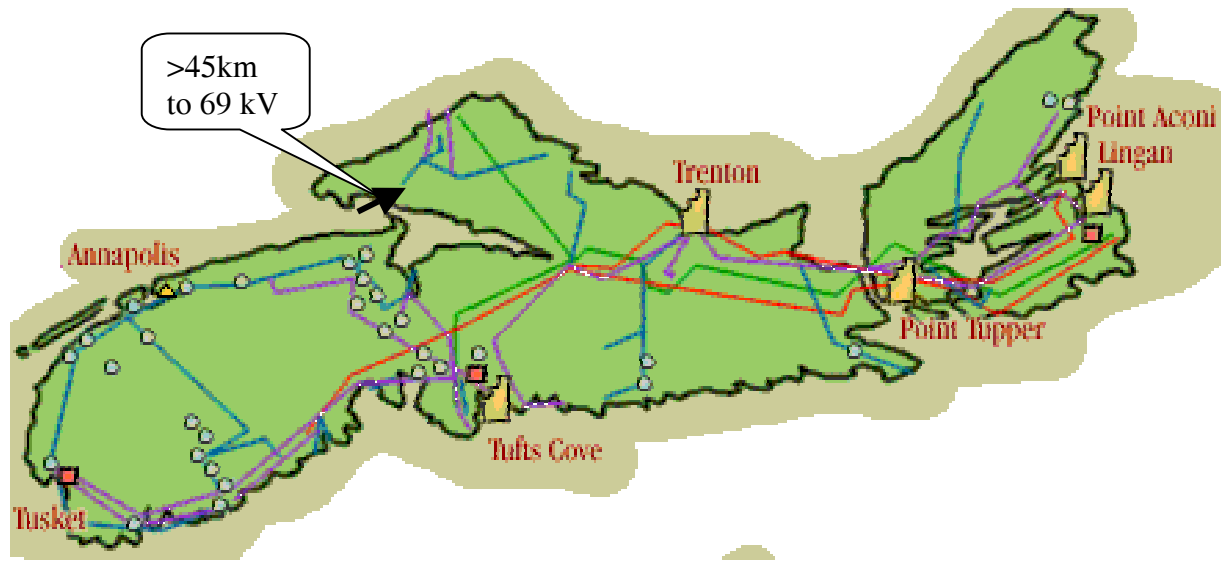 >45km
to 69 kV
Point Aconi
Lingan
Trenton
Annapolis
Point Tupper
Tufts Cove
Tusket